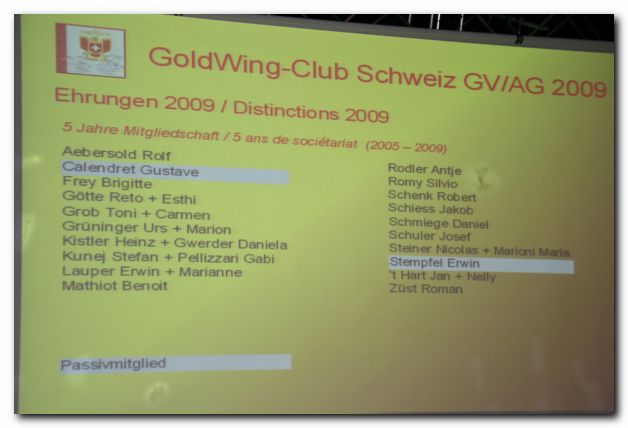 GoldWing-Club Schweiz GV/AG 2009
Ehrungen 2009 / Distinctions 2009
5 Jahre Mitgliedschaft / 5 ans de sociétariat (2005 – 2009)
Aebersold Rolf
Calendret Gustave
Frey Brigitte
Götte Reto + Esthi
Grob Toni + Carmen
Grüninger Urs + Marion
Kistler Heinz + Gwerder Daniela
Kunej Stefan + Pellizzari Gabi
Lauper Erwin + Marianne
Mathiot Benoit
Rodler Antje
Romy Silvio
Schenk Robert
Schiess Jakob
Schmiege Daniel
Schuler Josef
Steiner Nicolas + Marioni Maria
Stempfel Erwin
't Hart Jan + Nelly
Züst Roman
Passivmitglied